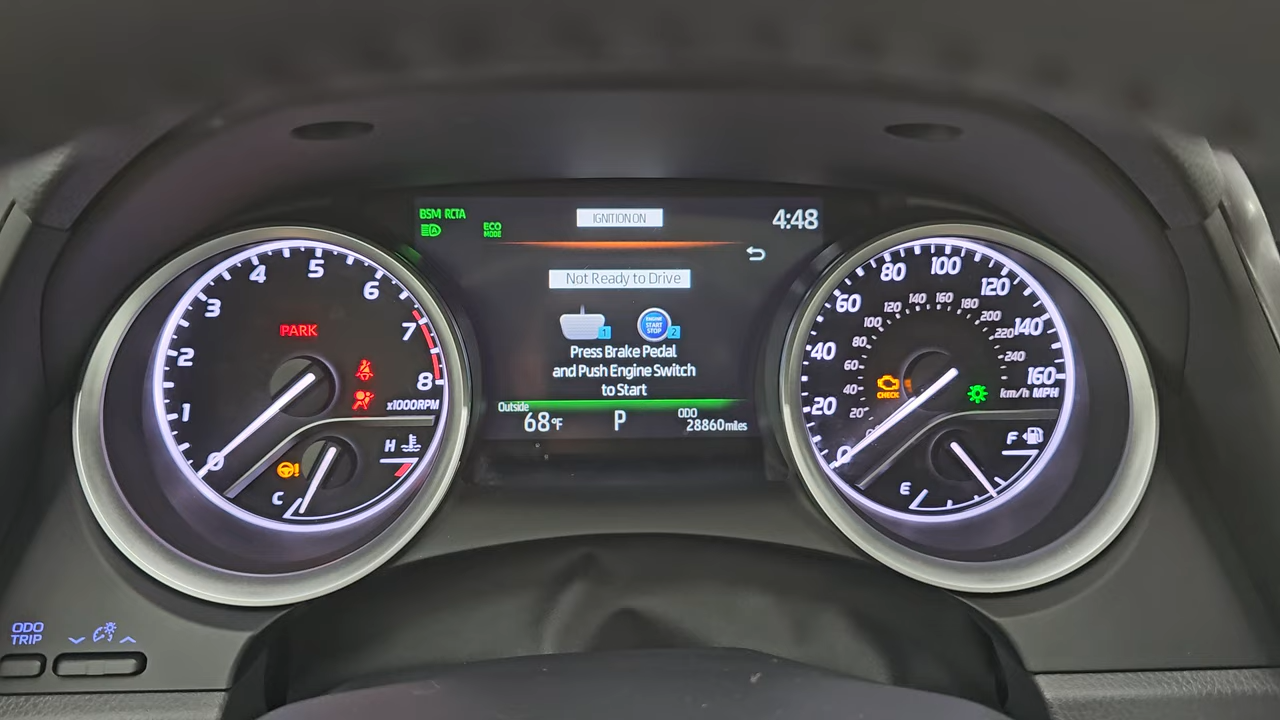 BSM RCTA
ECO
MODE
IGNITION ON
4:48
Not Ready to Drive
1
ENGINE
START
STOP
2
Press Brake Pedal
and Push Engine Switch
to Start
Outside
68°F
P
ODO
28860 miles
0
1
2
3
4
5
6
7
8
PARK
x1000RPM
C
H
0
20
40
60
80
100
120
140
160
20
40
60
80
100
120
140
160
180
200
220
240
km/h MPH
CHECK
E
F
ODO
TRIP